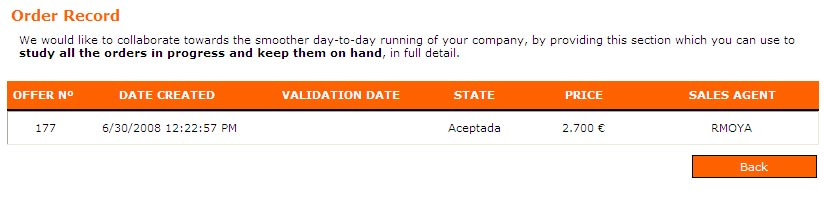 Order Record
We would like to collaborate towards the smoother day-to-day running of your company, by providing this section which you can use to
study all the orders in progress and keep them on hand, in full detail.
OFFER Nº DATE CREATED VALIDATION DATE STATE PRICE SALES AGENT
177 6/30/2008 12:22:57 PM Aceptada 2.700 € RMOYA
Back